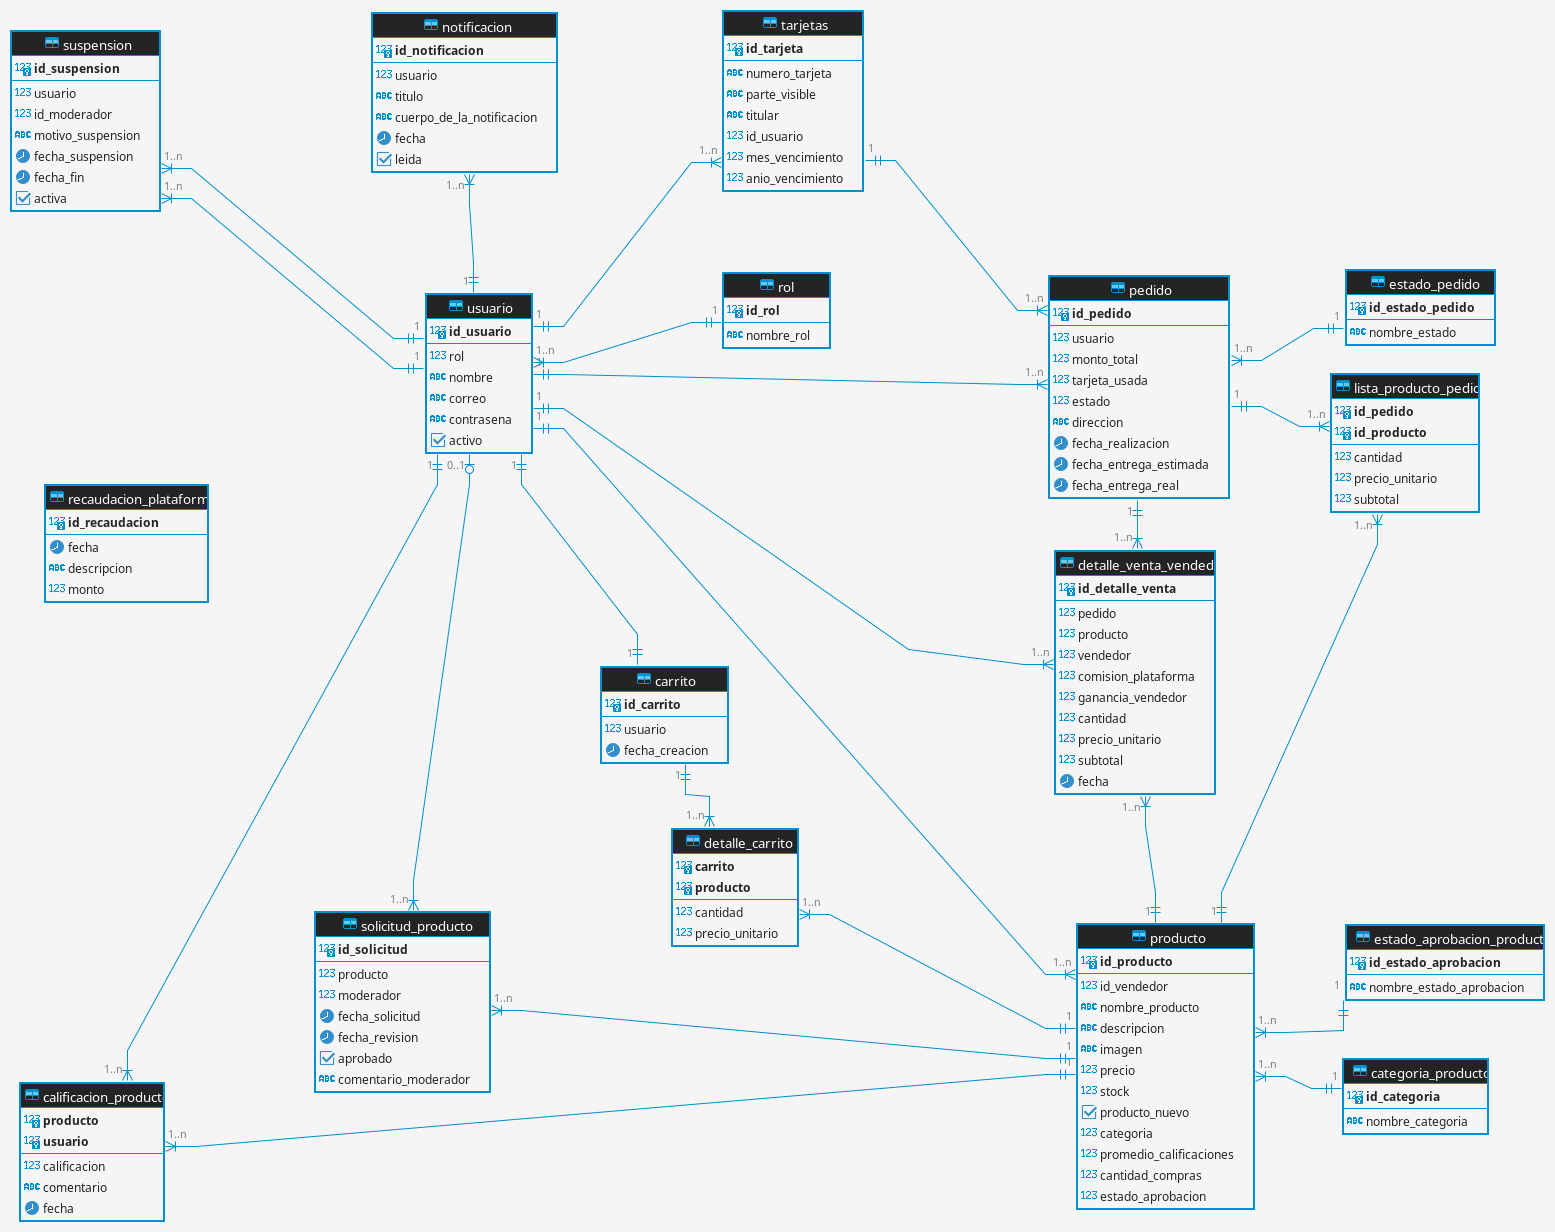 suspension
id_suspension
usuario
id_moderador
motivo_suspension
fecha_suspension
fecha_fin
activa
notificacion
id_notificacion
usuario
titulo
cuerpo_de_la_notificacion
fecha
leida
tarjetas
id_tarjeta
numero_tarjeta
parte_visible
titular
id_usuario
mes_vencimiento
anio_vencimiento
1..n
1..n
1..n
1..n
1
1
1
1
1
usuario
id_usuario
rol
nombre
correo
contrasena
activo
1
1..n
1
1
1
0..1
1
rol
id_rol
nombre_rol
1
1..n
1..n
pedido
id_pedido
usuario
monto_total
tarjeta_usada
estado
direccion
fecha_realizacion
fecha_entrega_estimada
fecha_entrega_real
1..n
1
1
1
estado_pedido
id_estado_pedido
nombre_estado
1..n
lista_producto_pedic
id_pedido
id_producto
cantidad
precio_unitario
subtotal
1..n
recaudacion_plataform
id_recaudacion
fecha
descripcion
monto
1..n
1..n
detalle_venta_vended
id_detalle_venta
pedido
producto
vendedor
comision_plataforma
ganancia_vendedor
cantidad
precio_unitario
subtotal
fecha
1..n
1
carrito
id_carrito
usuario
fecha_creacion
1
1..n
detalle_carrito
carrito
producto
cantidad
precio_unitario
1..n
1..n
solicitud_producto
id_solicitud
producto
moderador
fecha_solicitud
fecha_revision
aprobado
comentario_moderador
1..n
1
1
1..n
1
1
1
producto
id_producto
id_vendedor
nombre_producto
descripcion
imagen
precio
stock
producto_nuevo
categoria
promedio_calificaciones
cantidad_compras
estado_aprobacion
1..n
1..n
1
1
estado_aprobacion_product
id_estado_aprobacion
nombre_estado_aprobacion
categoria_producto
id_categoria
nombre_categoria
1..n
calificacion_product
producto
usuario
calificacion
comentario
fecha
1..n